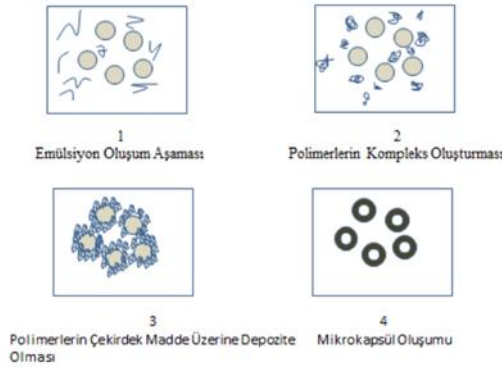 1
Emülsiyon Oluşum Aşaması
2
Polimerlerin Kompleks Oluşturması
3
Polimerlerin Çekirdek Madde Üzerine Depozite
Olması
4
Mikrokapsül Oluşumu